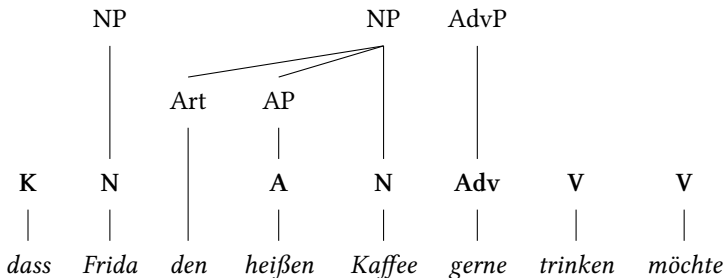 NP NP AdvP
Art AP
K N A N Adv V V
dass Frida den heißen Kaffee gerne trinken möchte